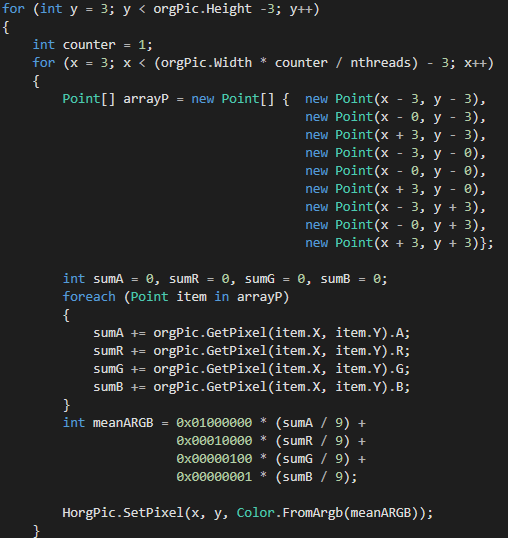 for (int y = 3; y < orgPic.Height -3; y++)
{
    int counter = 1;
    for (x = 3; x < (orgPic.Width * counter / nthreads) - 3; x++)
    {
        Point[] arrayP = new Point[] {  new Point(x - 3, y - 3),
                                        new Point(x - 0, y - 3),
                                        new Point(x + 3, y - 3),
                                        new Point(x - 3, y - 0),
                                        new Point(x - 0, y - 0),
                                        new Point(x + 3, y - 0),
                                        new Point(x - 3, y + 3),
                                        new Point(x - 0, y + 3),
                                        new Point(x + 3, y + 3)};

        int sumA = 0, sumR = 0, sumG = 0, sumB = 0;
        foreach (Point item in arrayP)
        {
            sumA += orgPic.GetPixel(item.X, item.Y).A;
            sumR += orgPic.GetPixel(item.X, item.Y).R;
            sumG += orgPic.GetPixel(item.X, item.Y).G;
            sumB += orgPic.GetPixel(item.X, item.Y).B;
        }
        int meanARGB = 0x01000000 * (sumA / 9) +
                       0x00010000 * (sumR / 9) +
                       0x00000100 * (sumG / 9) +
                       0x00000001 * (sumB / 9);

        HorgPic.SetPixel(x, y, Color.FromArgb(meanARGB));
    }